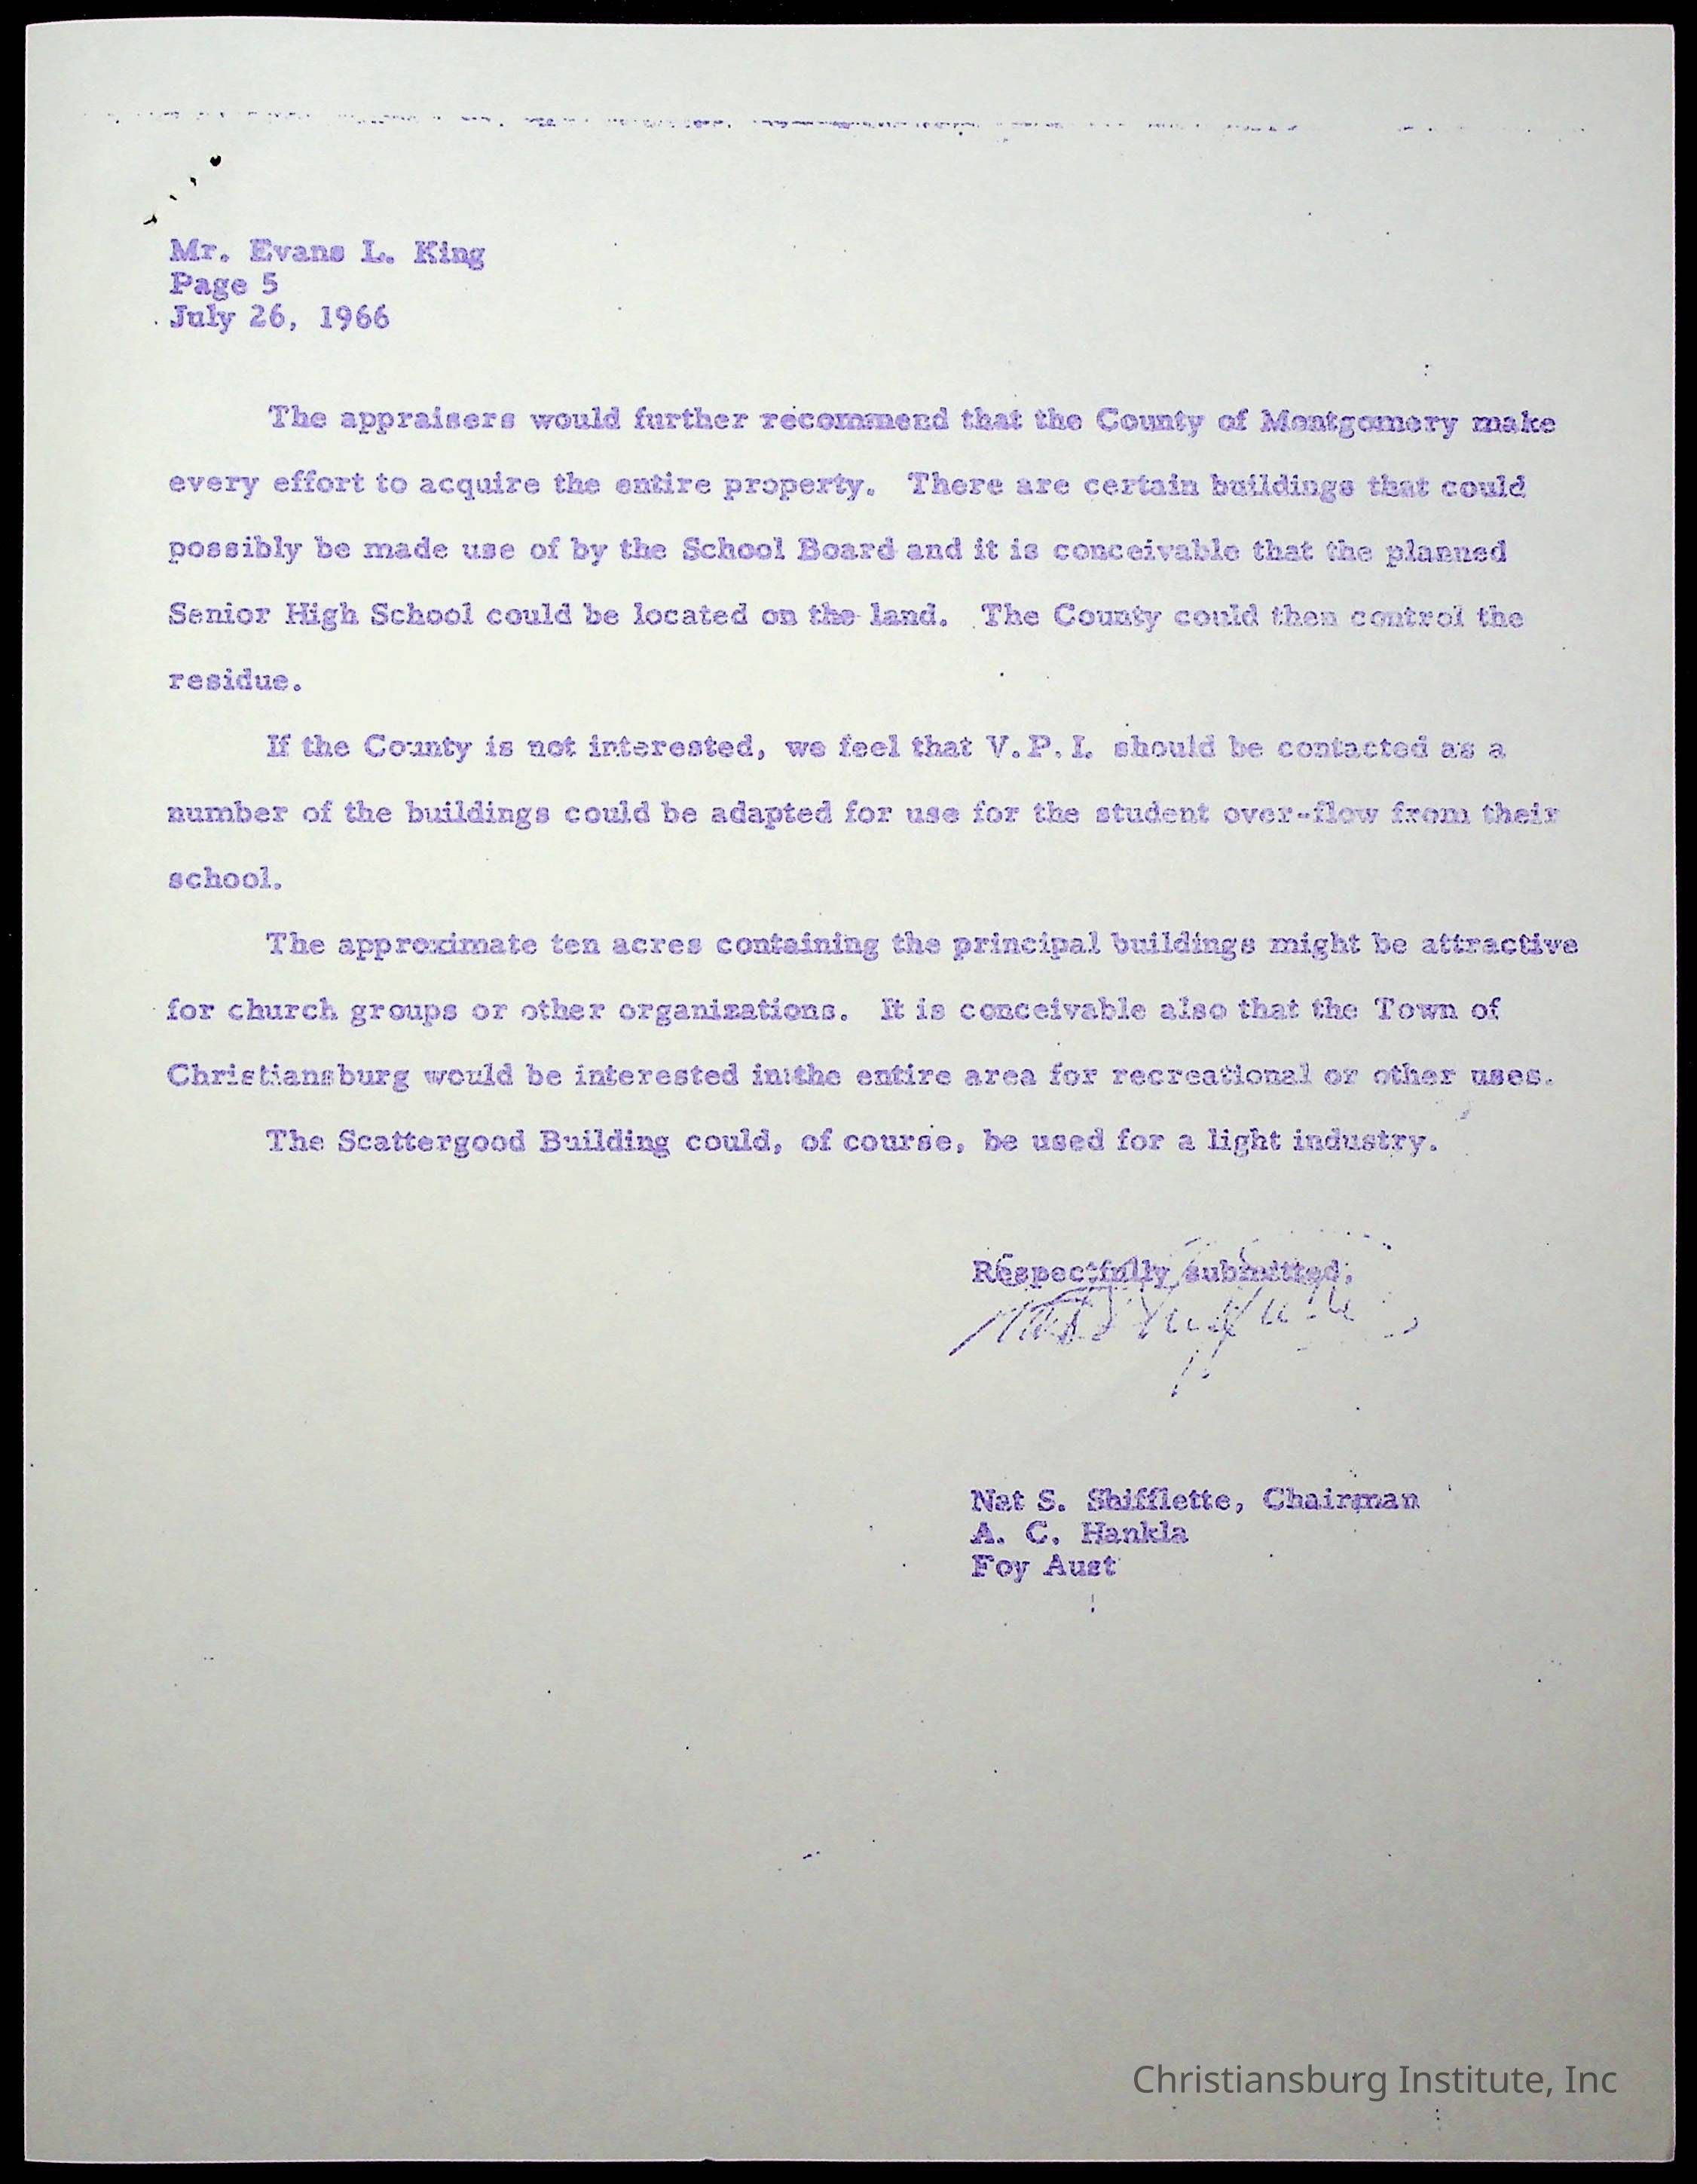 Mr. Evans L. King
Page 5
July 26, 1966
The appraisers would further recommend that the County of Montgomery make
every effort to acquire the entire property. There are certain buildings that could
possibly be made use of by the School Board and it is conceivable that the planned
Senior High School could be located on the land. The County could then control the
residue.
If the County is not interested, we feel that V.P.I. should be contacted as a
number of the buildings could be adapted for use for the student over-flow from their
school.
The approximate ten acres containing the principal buildings might be attractive
for church groups or other organizations. It is conceivable also that the Town of
Christiansburg would be interested in the entire area for recreational or other uses.
The Scattergood Building could, of course, be used for a light industry.
Respectfully submitted,
Nat S. Shifflette, Chairman
A. C. Hankla
Foy Aust
Christiansburg Institute, Inc